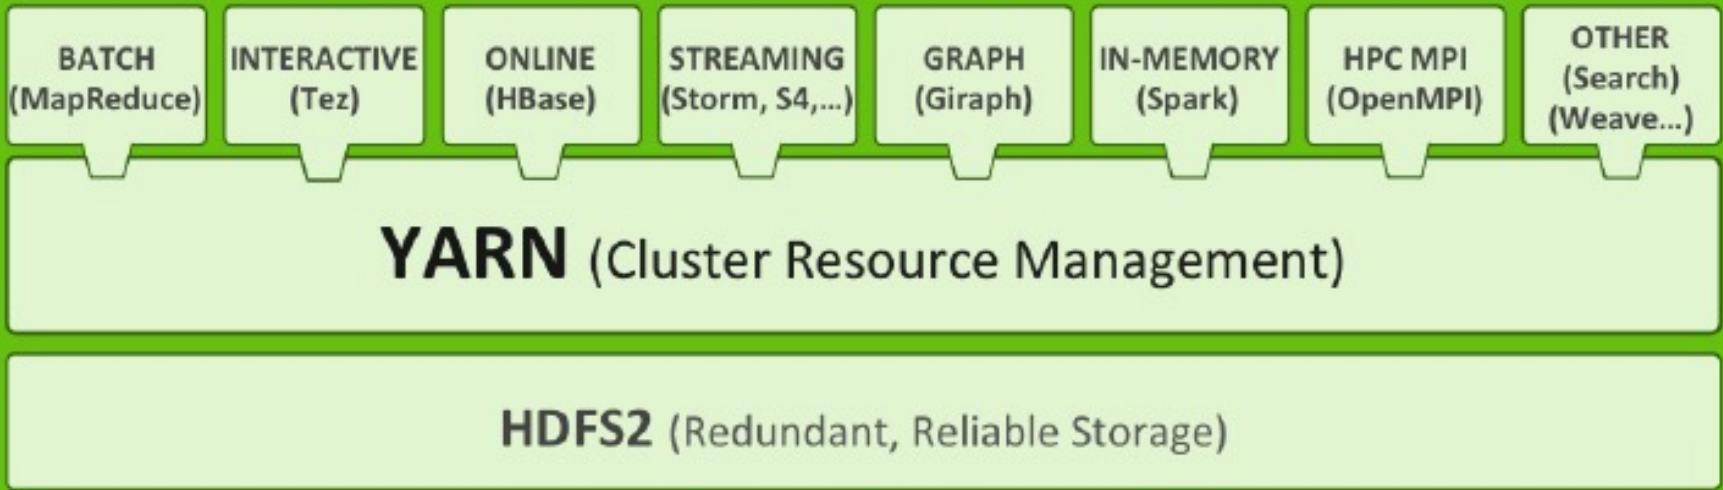 BATCH
(MapReduce)
INTERACTIVE
(Tez)
ONLINE
(HBase)
STREAMING
(Storm, S4,...)
GRAPH
(Giraph)
IN-MEMORY
(Spark)
HPC MPI
(OpenMPI)
OTHER
(Search)
(Weave...)
YARN (Cluster Resource Management)
HDFS2 (Redundant, Reliable Storage)